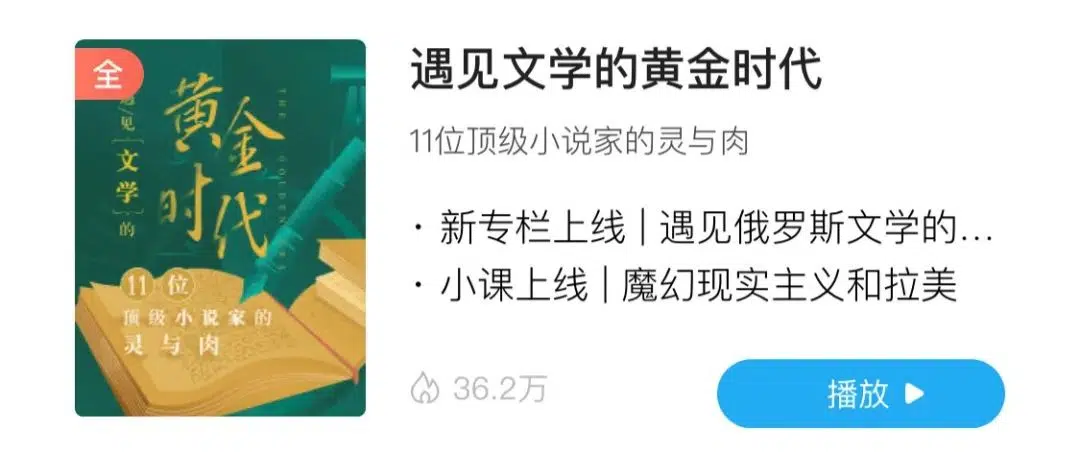 全
遇见
文学
的
黄金
时代
THE GOLDEN
11位
顶级小说家的
灵与肉
遇见文学的黄金时代
11位顶级小说家的灵与肉
· 新专栏上线 | 遇见俄罗斯文学的...
· 小课上线 | 魔幻现实主义和拉美
36.2万
播放